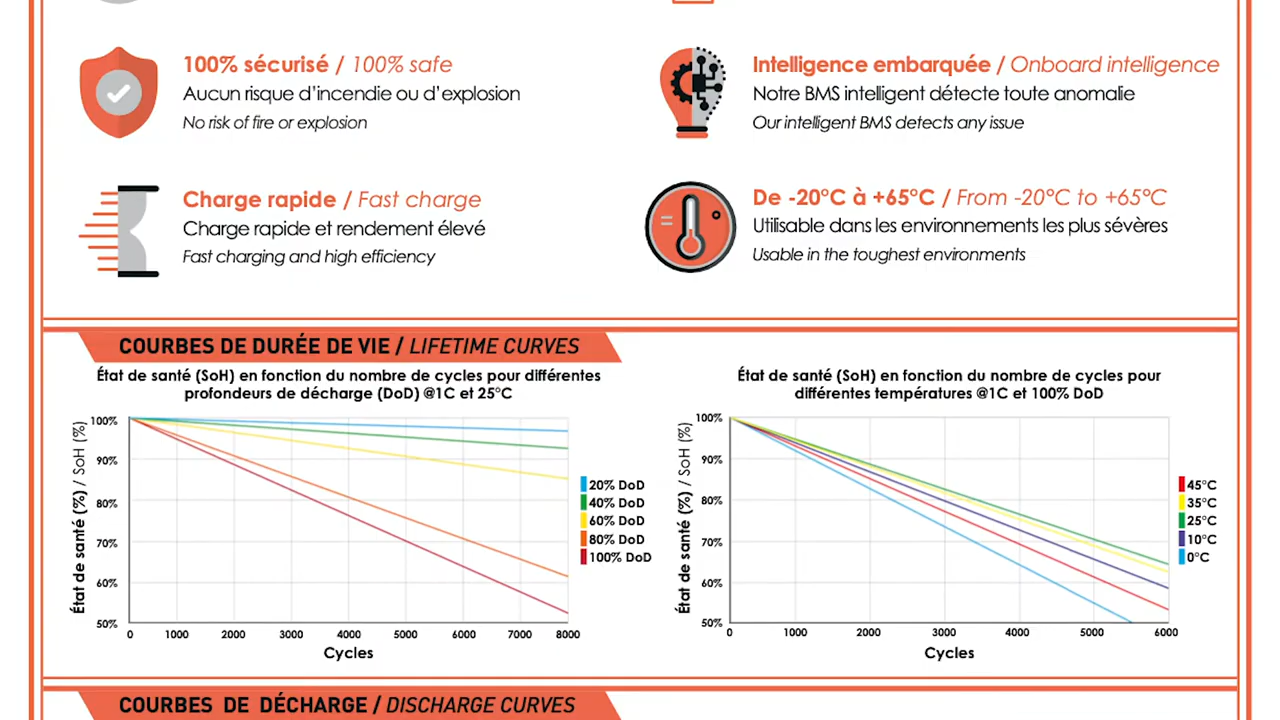 100% sécurisé / 100% safe
Aucun risque d'incendie ou d'explosion
No risk of fire or explosion
Intelligence embarquée / Onboard intelligence
Notre BMS intelligent détecte toute anomalie
Our intelligent BMS detects any issue
Charge rapide / Fast charge
Charge rapide et rendement élevé
Fast charging and high efficiency
De -20°C à +65°C / From -20°C to +65°C
Utilisable dans les environnements les plus sévères
Usable in the toughest environments
COURBES DE DURÉE DE VIE / LIFETIME CURVES
État de santé (SoH) en fonction du nombre de cycles pour différentes
profondeurs de décharge (DoD) @1C et 25°C
État de santé (%) / SoH (%)
100%
90%
80%
70%
60%
50%
0 1000 2000 3000 4000 5000 6000 7000 8000
Cycles
20% DoD
40% DoD
60% DoD
80% DoD
100% DoD
État de santé (SoH) en fonction du nombre de cycles pour
différentes températures @1C et 100% DoD
État de santé (%) / SoH (%)
100%
90%
80%
70%
60%
50%
0 1000 2000 3000 4000 5000 6000
Cycles
45°C
35°C
25°C
10°C
0°C
COURBES DE DÉCHARGE / DISCHARGE CURVES